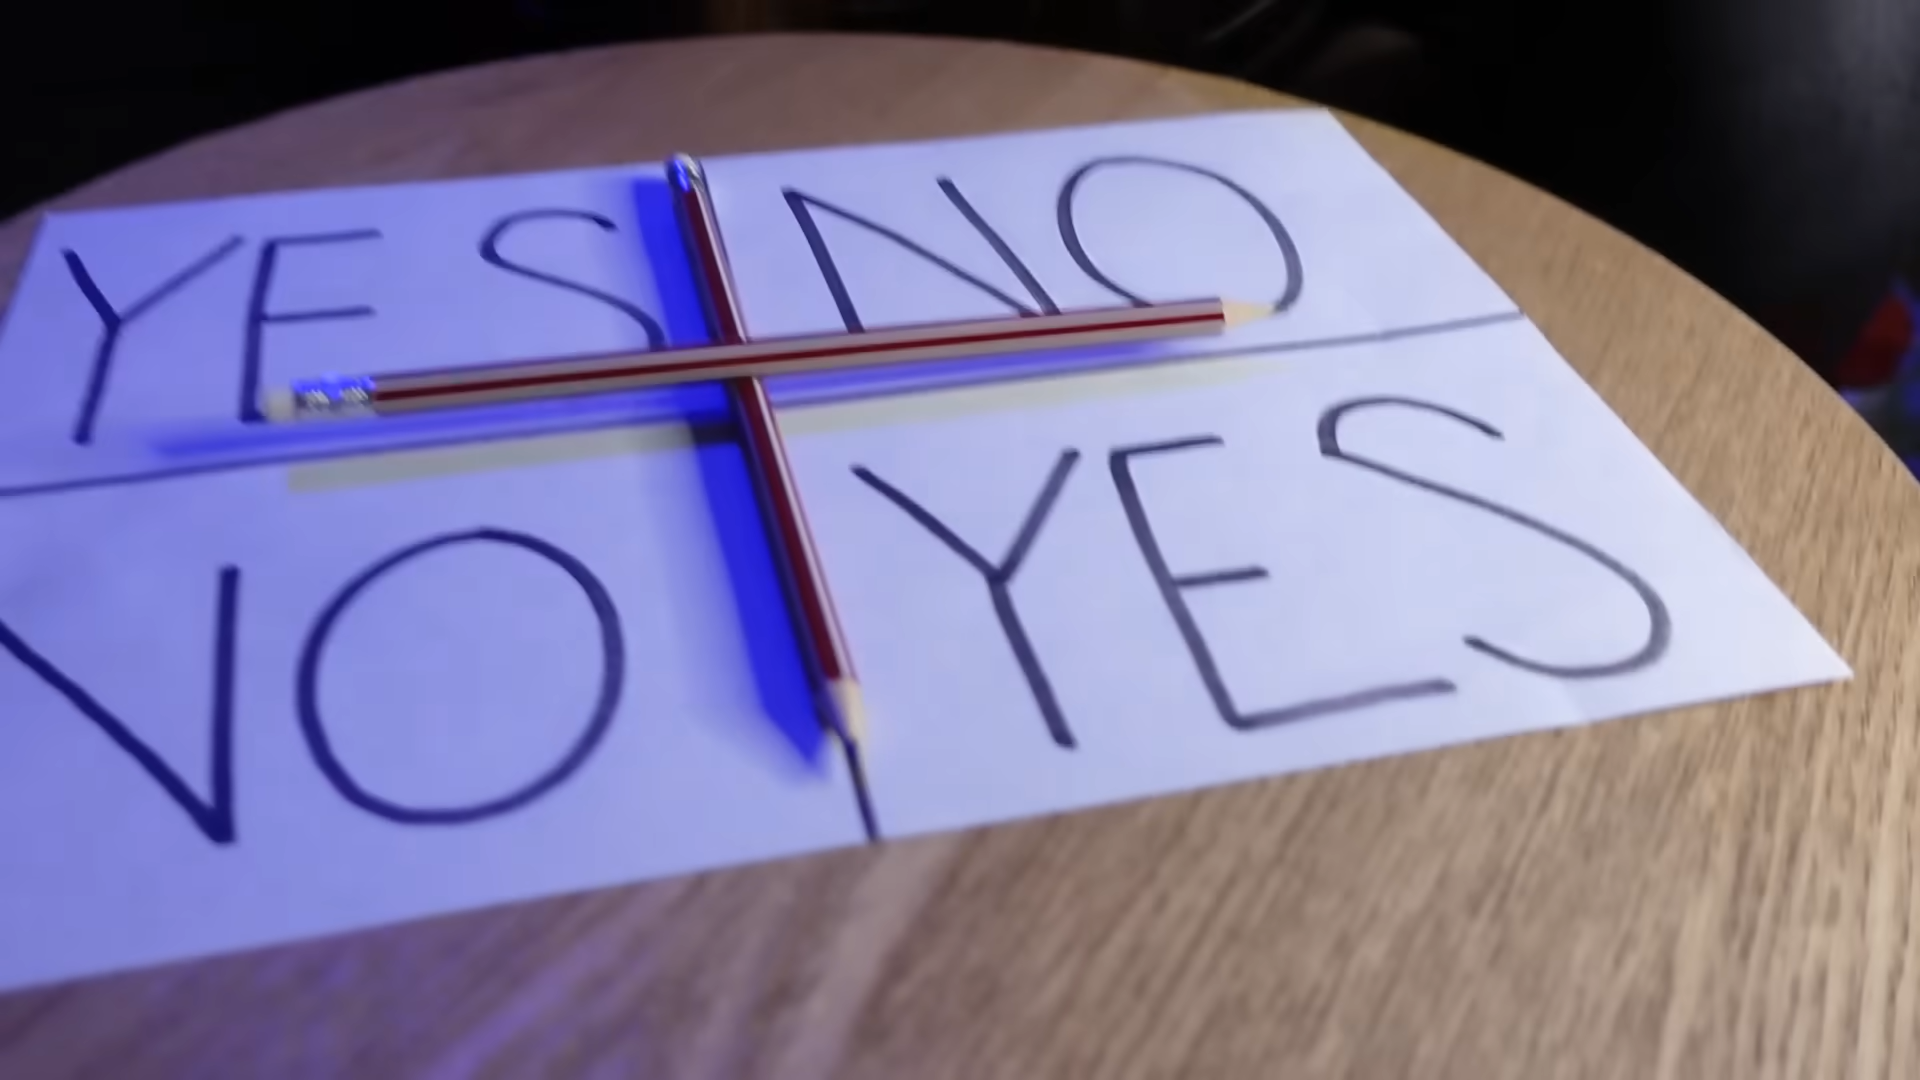 YES NO
NO YES